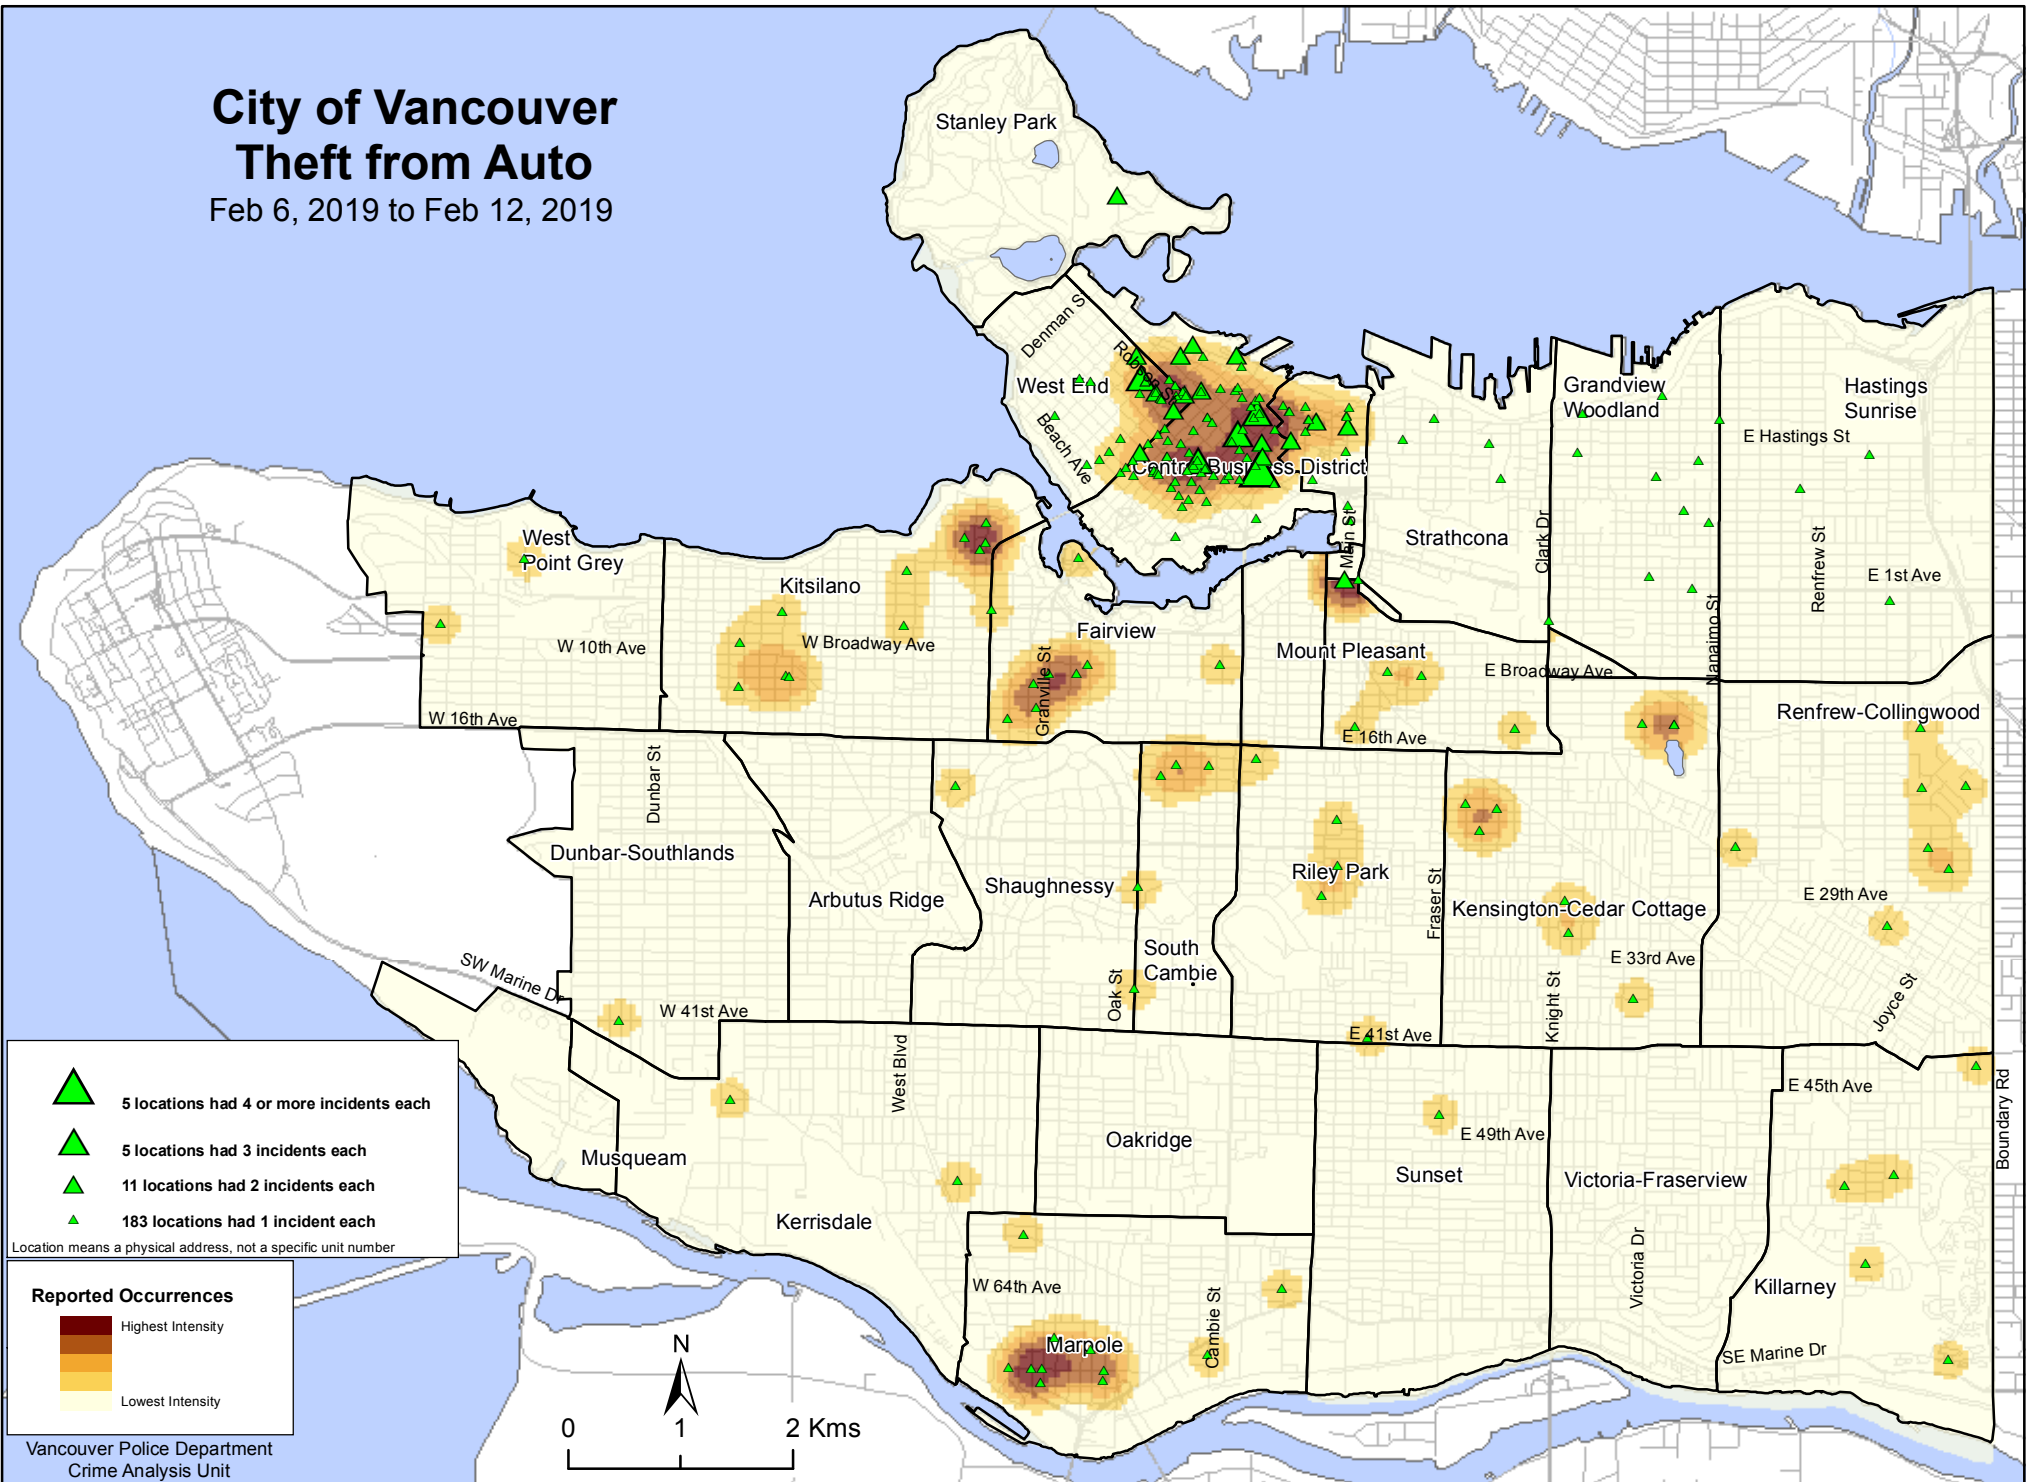 City of Vancouver
Theft from Auto
Feb 6, 2019 to Feb 12, 2019
Stanley Park
Denman S
Robson St
West End
Beach Ave
Central Business District
Grandview
Woodland
Hastings
Sunrise
E Hastings St
Strathcona
Main St
Clark Dr
Nanaimo St
Renfrew St
E 1st Ave
West
Point Grey
Kitsilano
W 10th Ave
W Broadway Ave
Fairview
Granville St
Mount Pleasant
E Broadway Ave
W 16th Ave
E 16th Ave
Renfrew-Collingwood
Dunbar St
Dunbar-Southlands
Arbutus Ridge
Shaughnessy
Riley Park
Fraser St
Kensington-Cedar Cottage
E 29th Ave
South
Cambie
Oak St
E 33rd Ave
Knight St
Joyce St
SW Marine Dr
W 41st Ave
E 41st Ave
West Blvd
E 45th Ave
Boundary Rd
Oakridge
E 49th Ave
Musqueam
Sunset
Victoria-Fraserview
Kerrisdale
Victoria Dr
W 64th Ave
Cambie St
Killarney
Marpole
SE Marine Dr
5 locations had 4 or more incidents each
5 locations had 3 incidents each
11 locations had 2 incidents each
183 locations had 1 incident each
Location means a physical address, not a specific unit number
Reported Occurrences
Highest Intensity
Lowest Intensity
Vancouver Police Department
Crime Analysis Unit
N
0 1 2 Kms